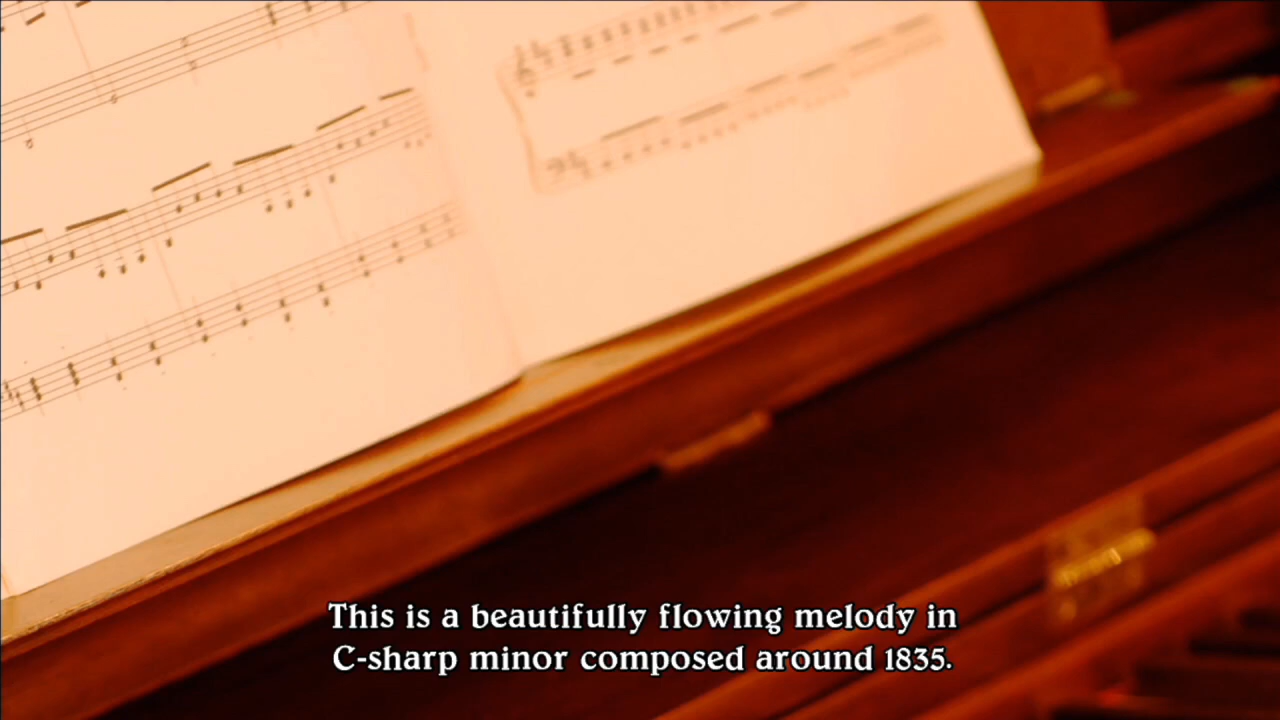 This is a beautifully flowing melody in
C-sharp minor composed around 1835.